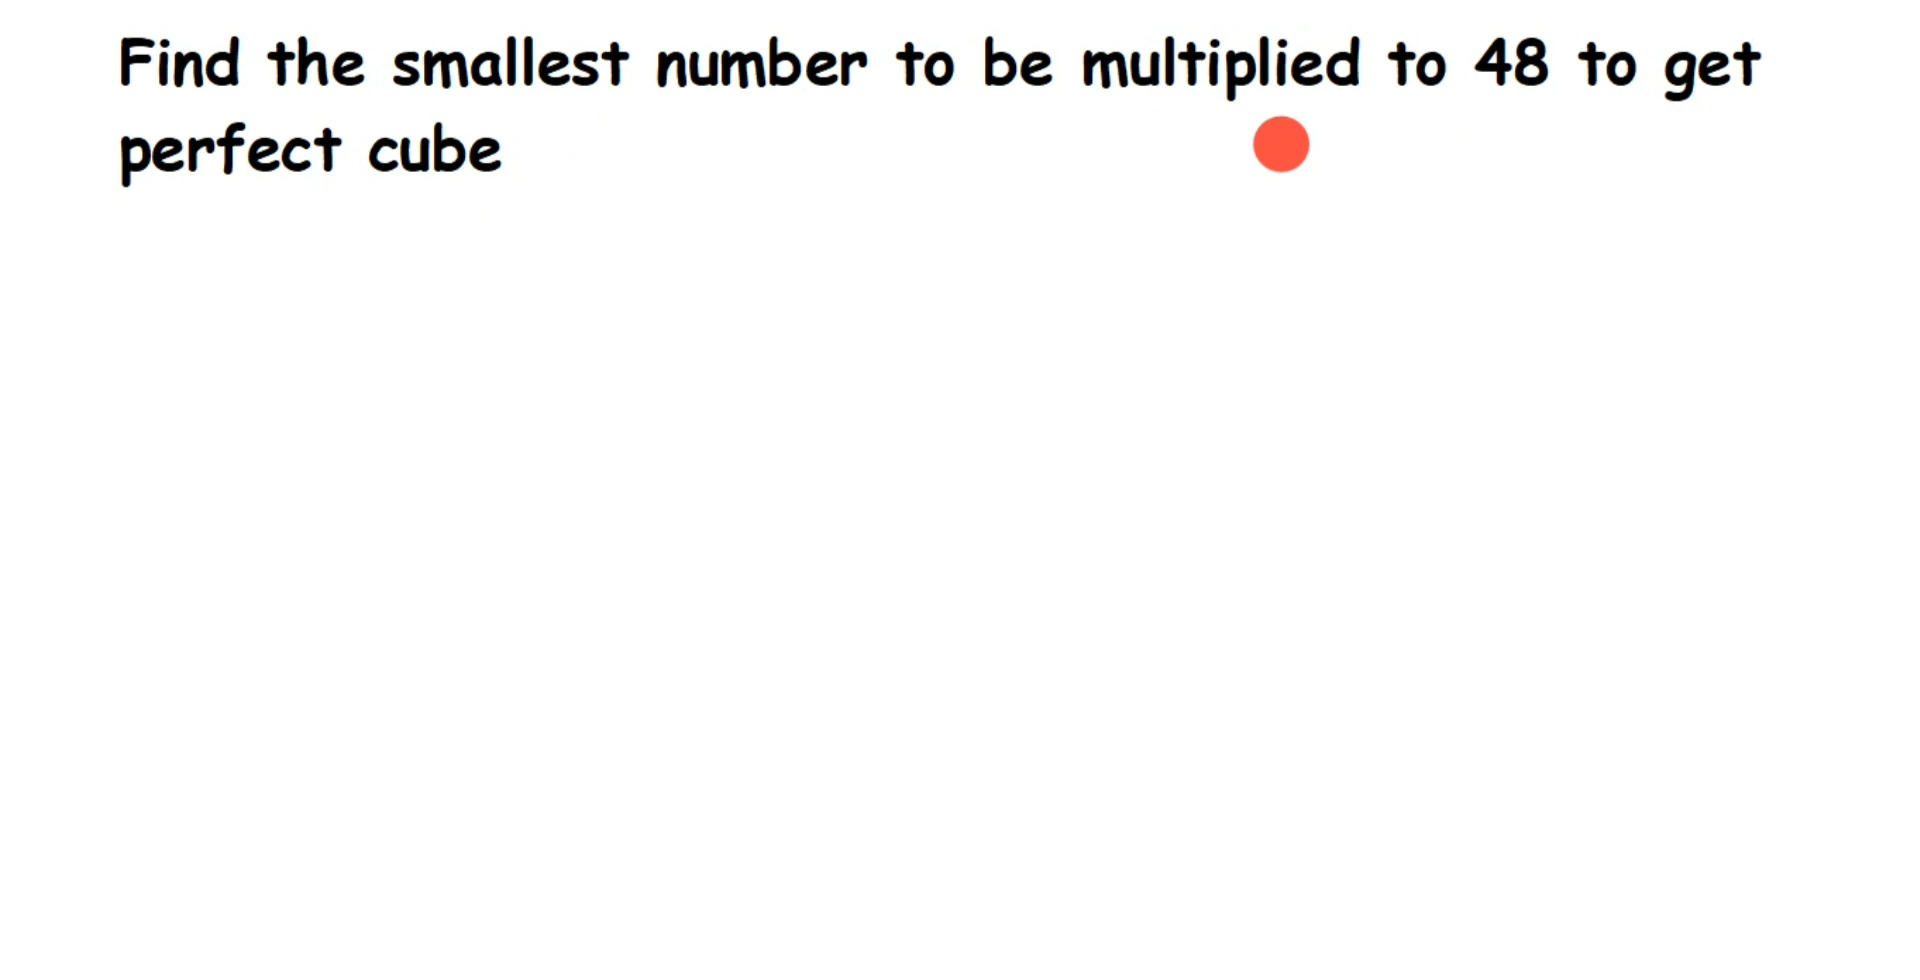 Find the smallest number to be multiplied to 48 to get
perfect cube